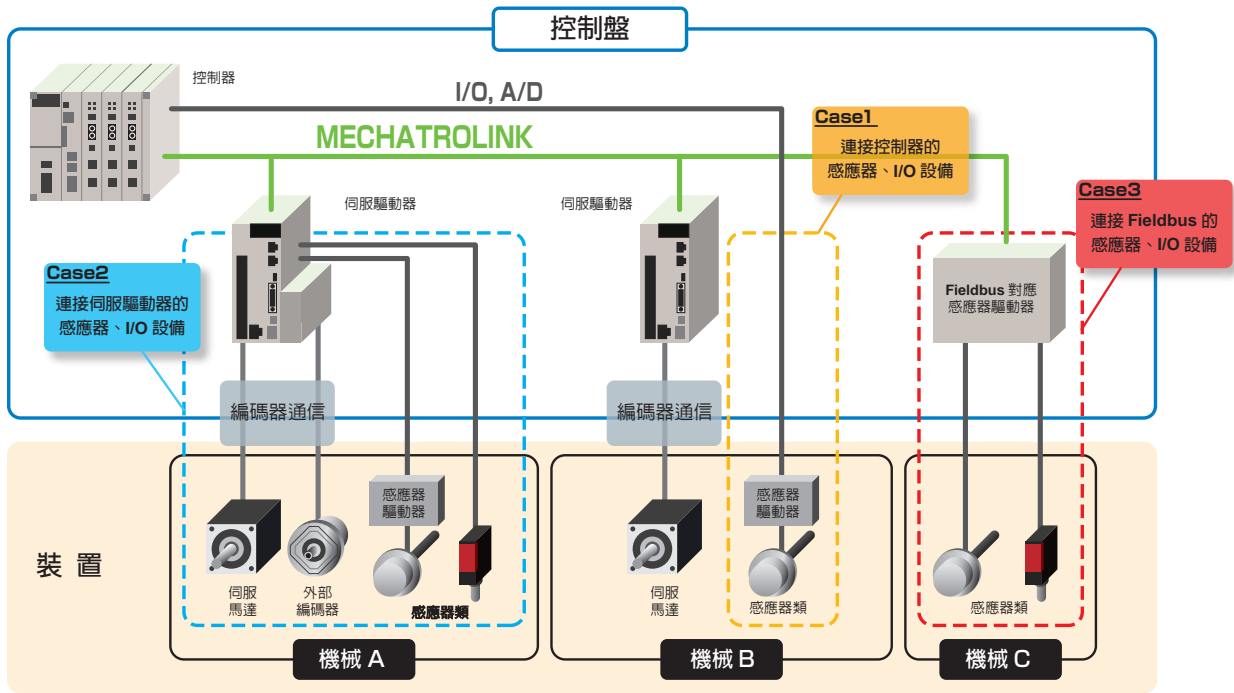 控制盤
控制器
I/O, A/D
MECHATROLINK
Case1
連接控制器的
感應器、I/O 設備
Case3
連接 Fieldbus 的
感應器、I/O 設備
伺服驅動器
伺服驅動器
Case2
連接伺服驅動器的
感應器、I/O 設備
Fieldbus 對應
感應器驅動器
編碼器通信
編碼器通信
裝置
感應器
驅動器
伺服
馬達
外部
編碼器
感應器類
機械 A
感應器
驅動器
伺服
馬達
感應器類
機械 B
感應器類
機械 C